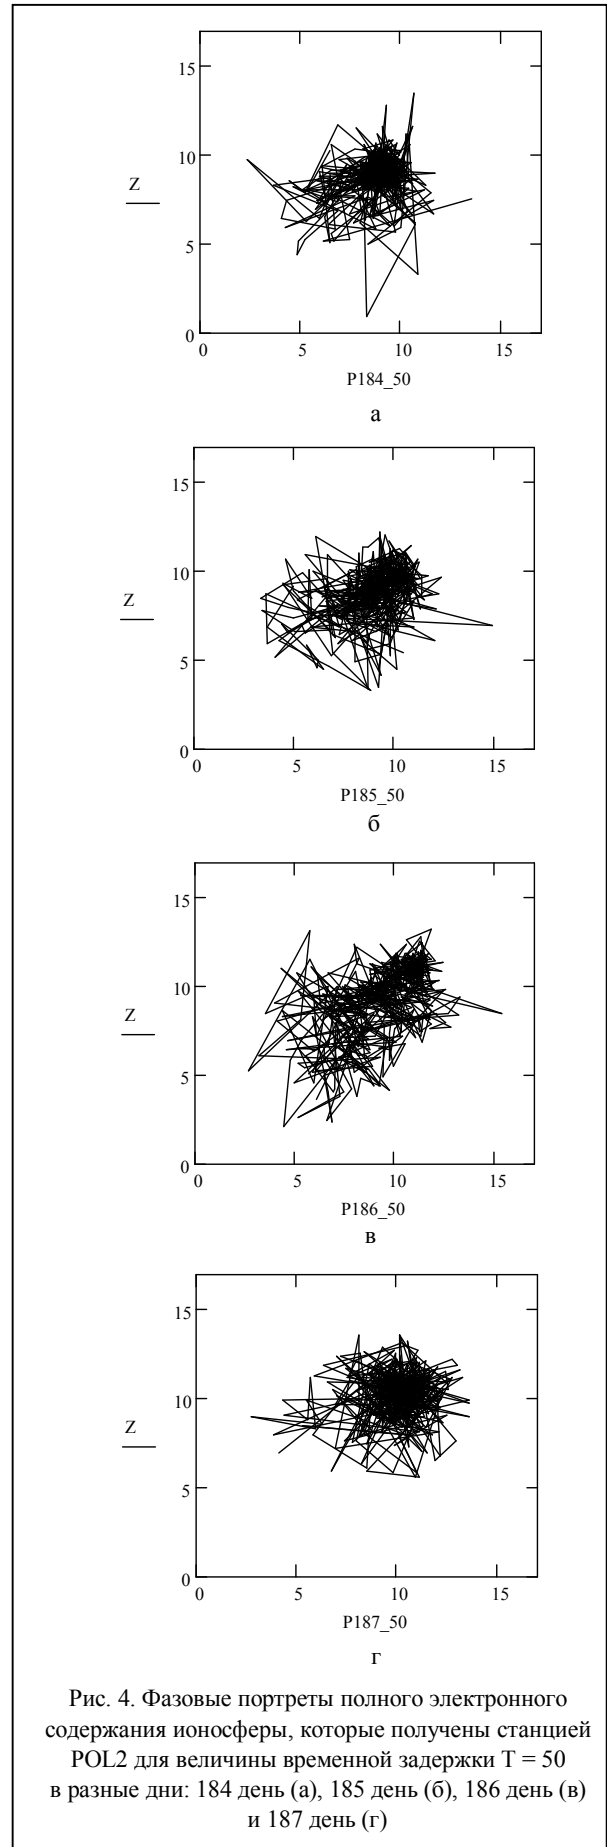 15
10
Z
5
0
0 5 10 15
P184_50
а
15
10
Z
5
0
0 5 10 15
P185_50
б
15
10
Z
5
0
0 5 10 15
P186_50
в
15
10
Z
5
0
0 5 10 15
P187_50
г
Рис. 4. Фазовые портреты полного электронного
содержания ионосферы, которые получены станцией
POL2 для величины временной задержки T = 50
в разные дни: 184 день (а), 185 день (б), 186 день (в)
и 187 день (г)